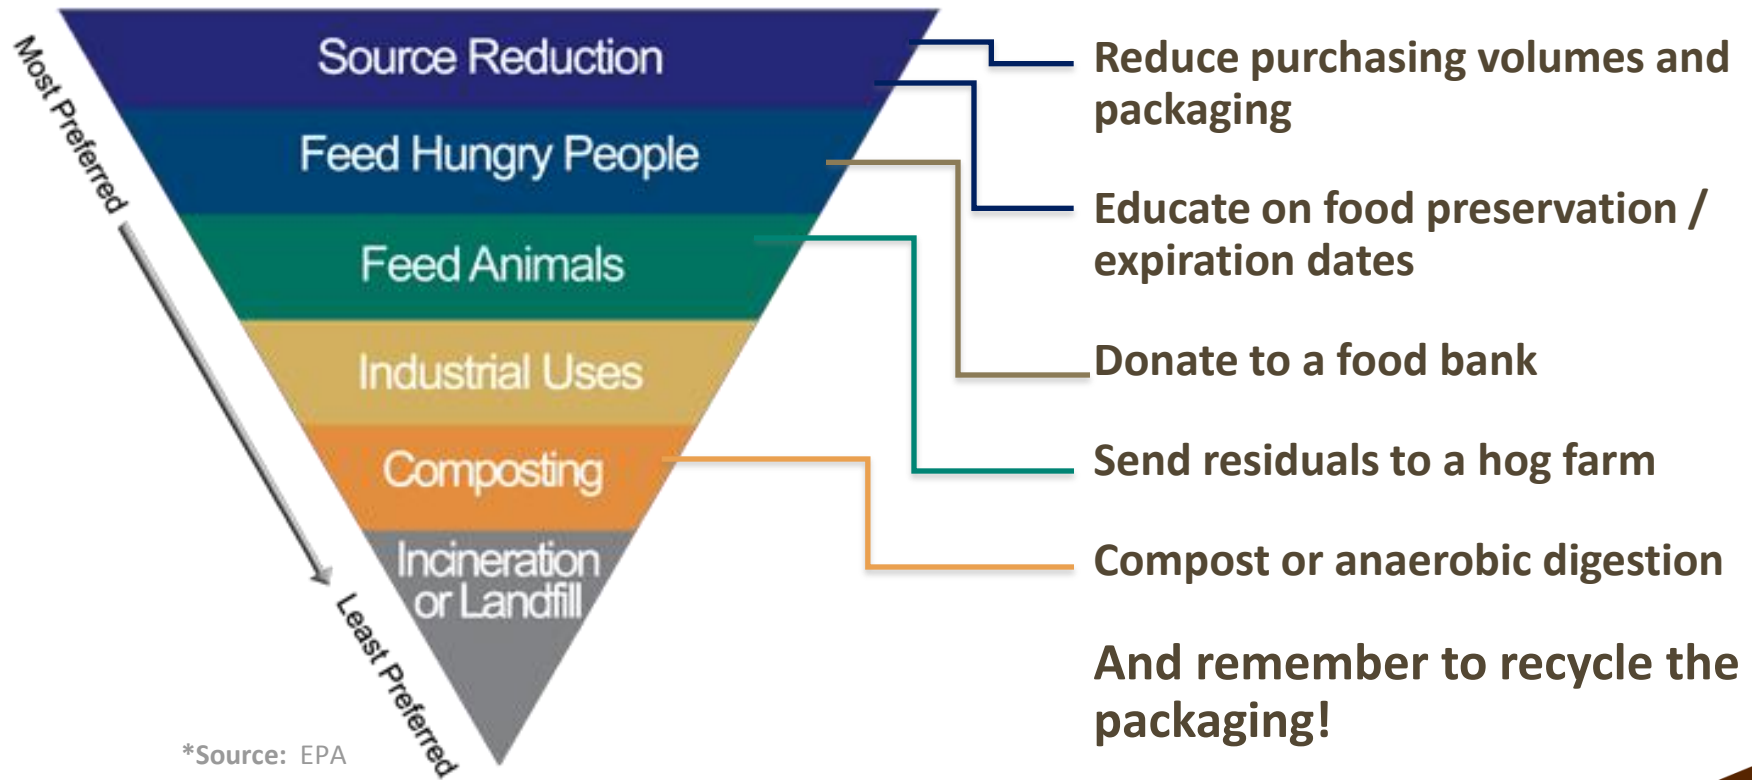 Most Preferred
Source Reduction
Feed Hungry People
Feed Animals
Industrial Uses
Composting
Incineration
or Landfill
Least Preferred
*Source: EPA
Reduce purchasing volumes and
packaging
Educate on food preservation /
expiration dates
Donate to a food bank
Send residuals to a hog farm
Compost or anaerobic digestion
And remember to recycle the
packaging!